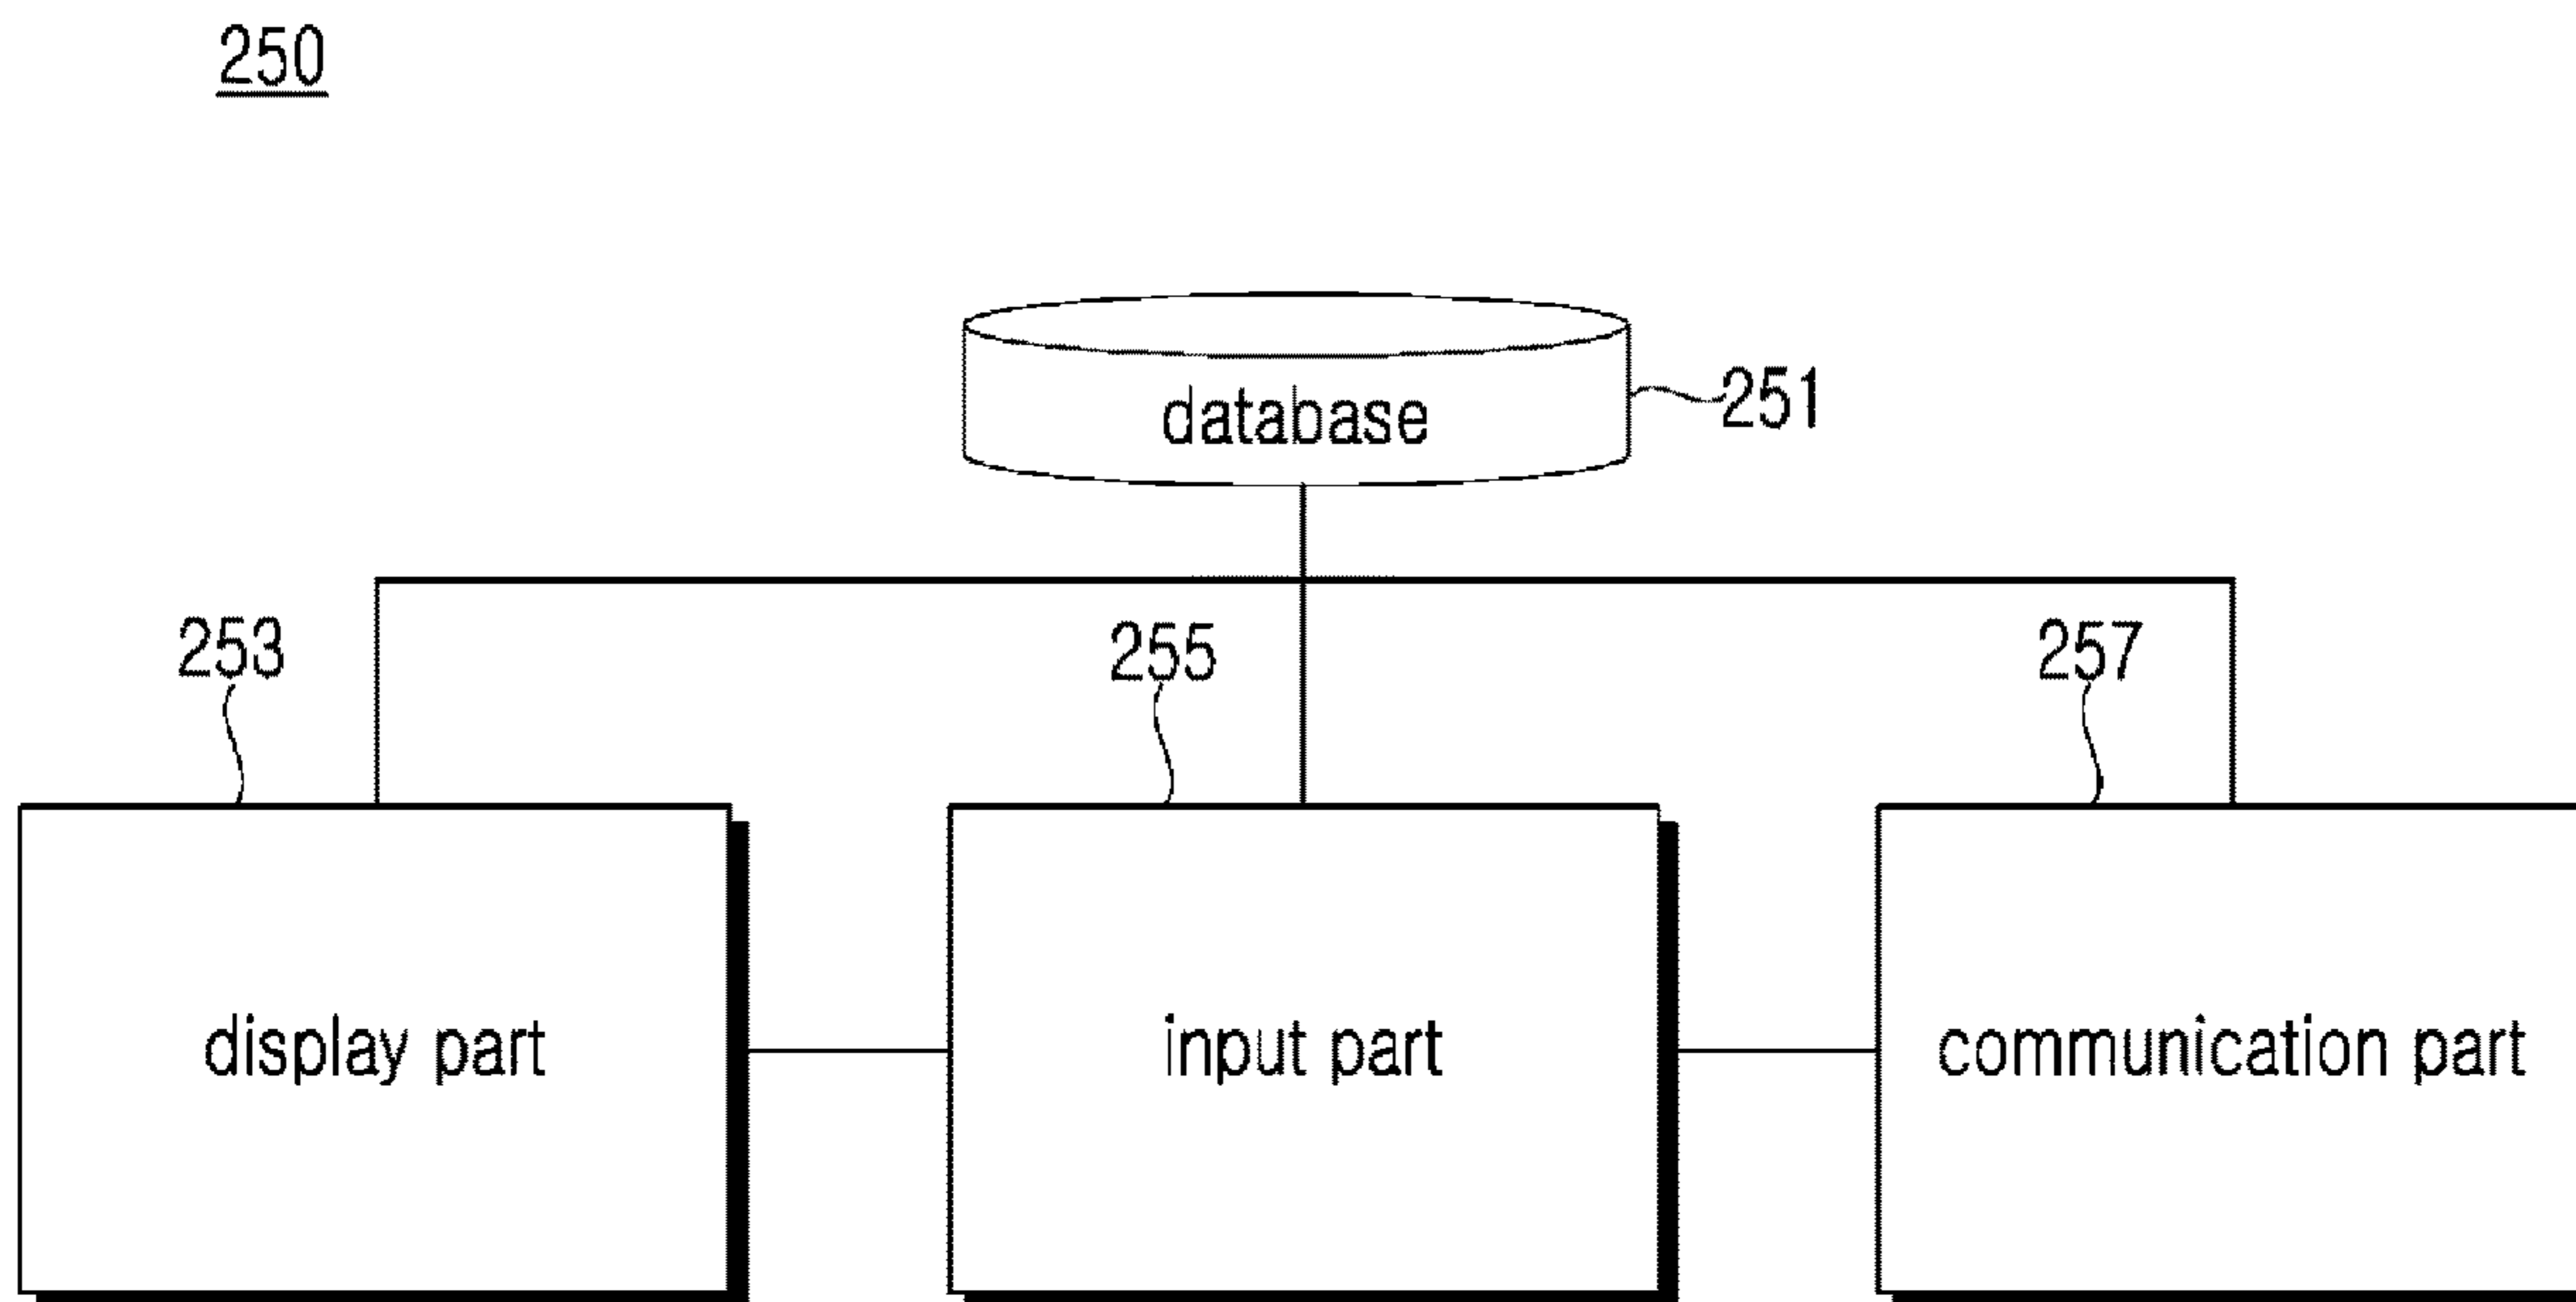 250
database
251
253
255
257
display part
input part
communication part